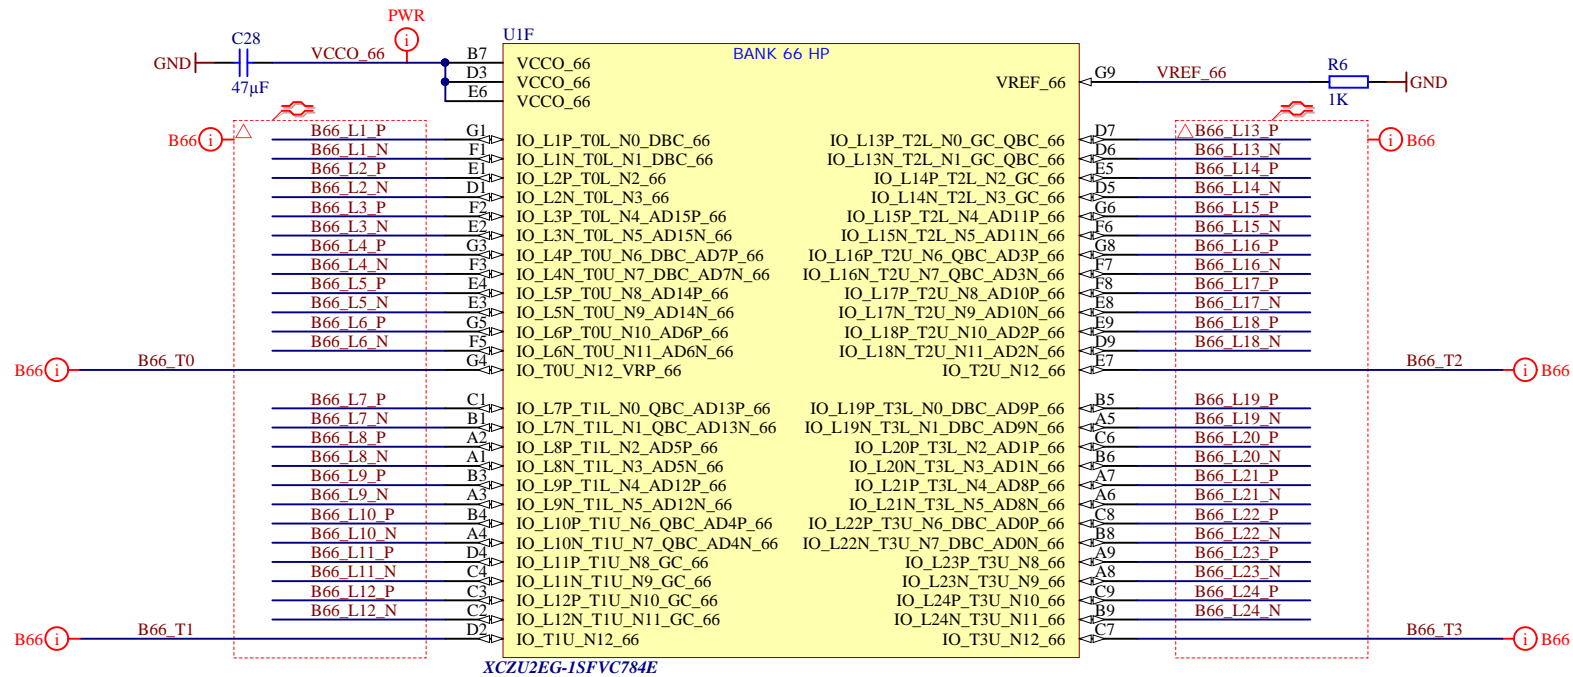 PWR
U1F
BANK 66 HP
C28
GND
47µF
VCCO_66
B7 VCCO_66
D3 VCCO_66
E6 VCCO_66
VREF_66 G9 VREF_66
R6
1K
GND
B66
B66_L1_P G1 IO_L1P_T0L_N0_DBC_66
B66_L1_N F1 IO_L1N_T0L_N1_DBC_66
B66_L2_P E1 IO_L2P_T0L_N2_66
B66_L2_N D1 IO_L2N_T0L_N3_66
B66_L3_P F2 IO_L3P_T0L_N4_AD15P_66
B66_L3_N E2 IO_L3N_T0L_N5_AD15N_66
B66_L4_P G3 IO_L4P_T0U_N6_DBC_AD7P_66
B66_L4_N F3 IO_L4N_T0U_N7_DBC_AD7N_66
B66_L5_P E4 IO_L5P_T0U_N8_AD14P_66
B66_L5_N E3 IO_L5N_T0U_N9_AD14N_66
B66_L6_P G5 IO_L6P_T0U_N10_AD6P_66
B66_L6_N F5 IO_L6N_T0U_N11_AD6N_66
B66 B66_T0 G4 IO_T0U_N12_VRP_66
B66_L7_P C1 IO_L7P_T1L_N0_QBC_AD13P_66
B66_L7_N B1 IO_L7N_T1L_N1_QBC_AD13N_66
B66_L8_P A2 IO_L8P_T1L_N2_AD5P_66
B66_L8_N A1 IO_L8N_T1L_N3_AD5N_66
B66_L9_P B3 IO_L9P_T1L_N4_AD12P_66
B66_L9_N A3 IO_L9N_T1L_N5_AD12N_66
B66_L10_P B4 IO_L10P_T1U_N6_QBC_AD4P_66
B66_L10_N A4 IO_L10N_T1U_N7_QBC_AD4N_66
B66_L11_P D4 IO_L11P_T1U_N8_GC_66
B66_L11_N C4 IO_L11N_T1U_N9_GC_66
B66_L12_P C3 IO_L12P_T1U_N10_GC_66
B66_L12_N C2 IO_L12N_T1U_N11_GC_66
B66 B66_T1 D2 IO_T1U_N12_66
IO_L13P_T2L_N0_GC_QBC_66 D7 B66_L13_P
B66
IO_L13N_T2L_N1_GC_QBC_66 D6 B66_L13_N
IO_L14P_T2L_N2_GC_66 E5 B66_L14_P
IO_L14N_T2L_N3_GC_66 D5 B66_L14_N
IO_L15P_T2L_N4_AD11P_66 G6 B66_L15_P
IO_L15N_T2L_N5_AD11N_66 F6 B66_L15_N
IO_L16P_T2U_N6_QBC_AD3P_66 G8 B66_L16_P
IO_L16N_T2U_N7_QBC_AD3N_66 F7 B66_L16_N
IO_L17P_T2U_N8_AD10P_66 F8 B66_L17_P
IO_L17N_T2U_N9_AD10N_66 E8 B66_L17_N
IO_L18P_T2U_N10_AD2P_66 E9 B66_L18_P
IO_L18N_T2U_N11_AD2N_66 D9 B66_L18_N
IO_T2U_N12_66 E7 B66_T2 B66
IO_L19P_T3L_N0_DBC_AD9P_66 B5 B66_L19_P
IO_L19N_T3L_N1_DBC_AD9N_66 A5 B66_L19_N
IO_L20P_T3L_N2_AD1P_66 C6 B66_L20_P
IO_L20N_T3L_N3_AD1N_66 B6 B66_L20_N
IO_L21P_T3L_N4_AD8P_66 A7 B66_L21_P
IO_L21N_T3L_N5_AD8N_66 A6 B66_L21_N
IO_L22P_T3U_N6_DBC_AD0P_66 C8 B66_L22_P
IO_L22N_T3U_N7_DBC_AD0N_66 B8 B66_L22_N
IO_L23P_T3U_N8_66 A9 B66_L23_P
IO_L23N_T3U_N9_66 A8 B66_L23_N
IO_L24P_T3U_N10_66 C9 B66_L24_P
IO_L24N_T3U_N11_66 B9 B66_L24_N
IO_T3U_N12_66 C7 B66_T3 B66
XCZU2EG-1SFVC784E